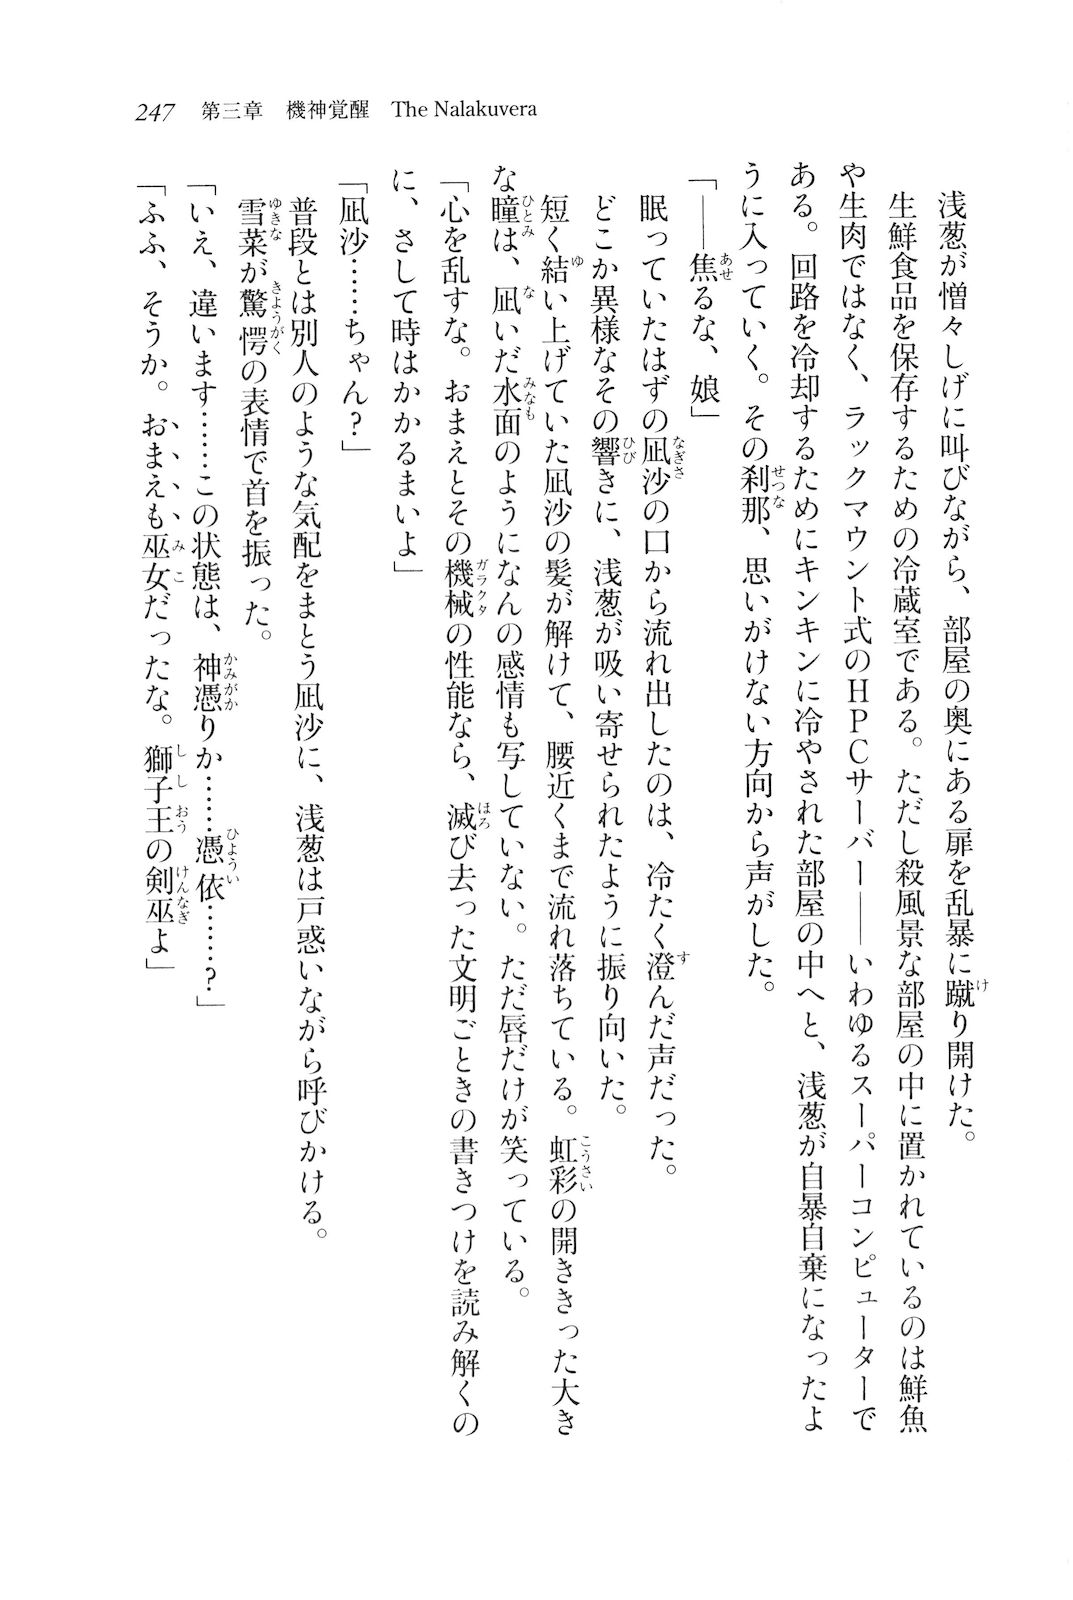 247 第三章 機神覚醒 The Nalakuvera
浅葱が憎々しげに叫びながら、部屋の奥にある扉を乱暴に蹴り開けた。
生鮮食品を保存するための冷蔵室である。ただし殺風景な部屋の中に置かれているのは鮮魚
や生肉ではなく、ラックマウント式のHPCサーバー――いわゆるスーパーコンピューターで
ある。回路を冷却するためにキンキンに冷やされた部屋の中へと、浅葱が自暴自棄になったよ
うに入っていく。その刹那、思いがけない方向から声がした。
「――焦るな、娘」
眠っていたはずの凪沙の口から流れ出したのは、冷たく澄んだ声だった。
どこか異様なその響きに、浅葱が吸い寄せられたように振り向いた。
短く結い上げていた凪沙の髪が解けて、腰近くまで流れ落ちている。虹彩の開ききった大き
な瞳は、凪いだ水面のようになんの感情も写していない。ただ唇だけが笑っている。
「心を乱すな。おまえとその機械の性能なら、滅び去った文明ごときの書きつけを読み解くの
に、さして時はかかるまいよ」
「凪沙……ちゃん?」
普段とは別人のような気配をまとう凪沙に、浅葱は戸惑いながら呼びかける。
雪菜が驚愕の表情で首を振った。
「いえ、違います……この状態は、神憑りか……憑依……?」
「ふふ、そうか。おまえも巫女だったな。獅子王の剣巫よ」